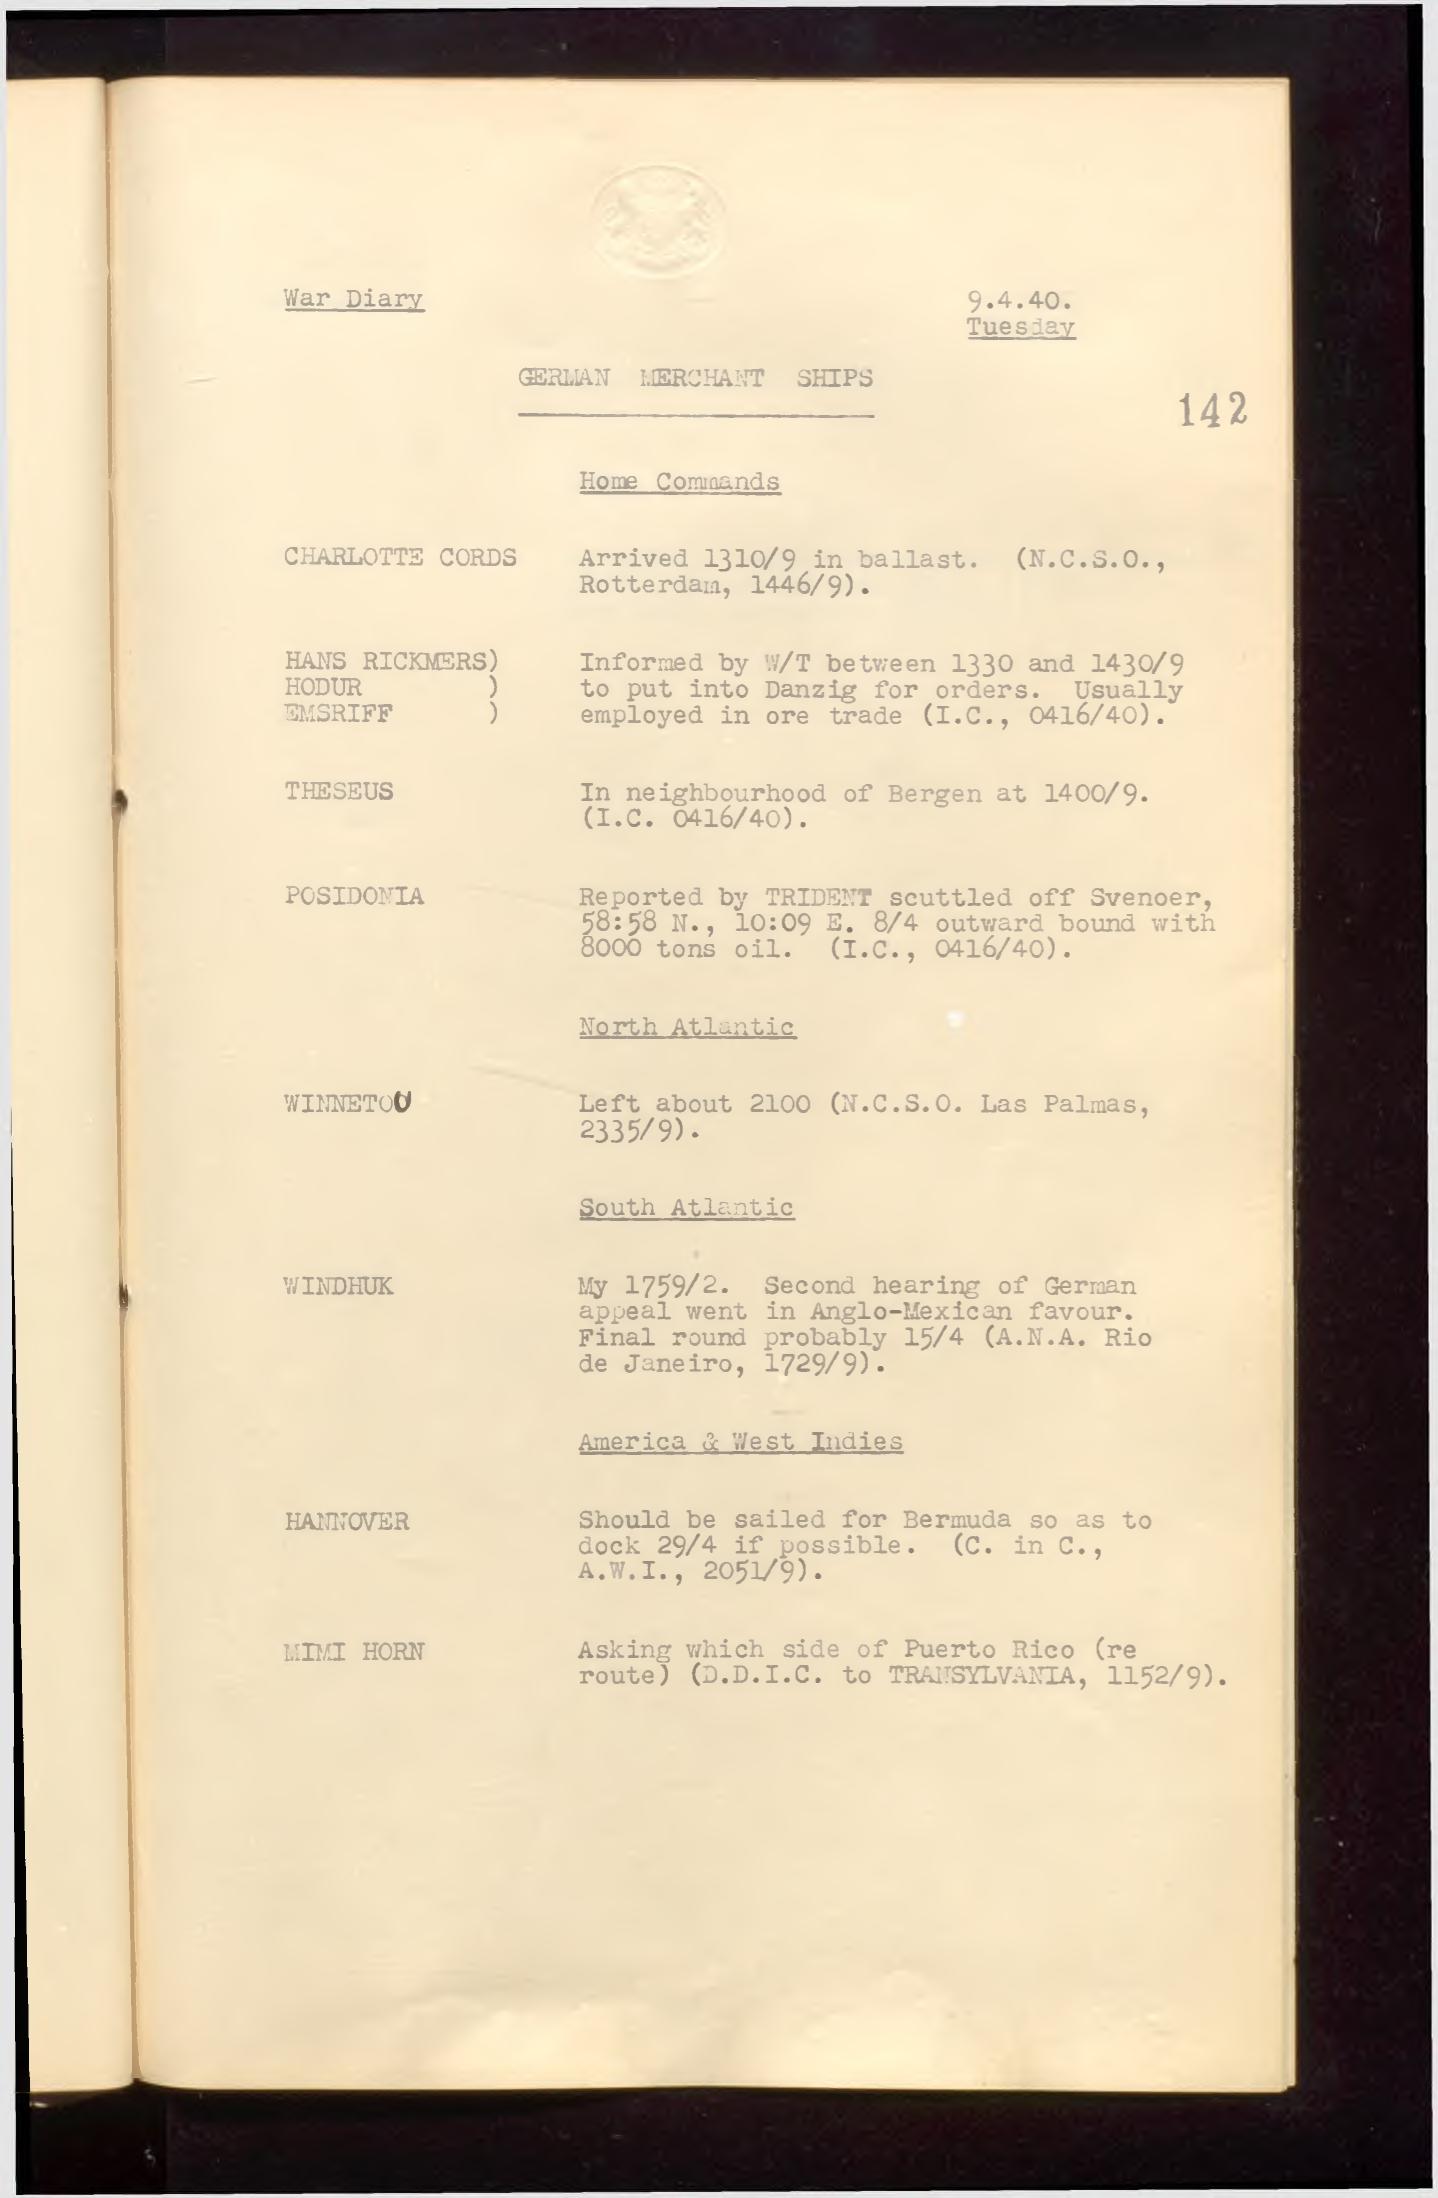 War Diary
9.4.40.
Tuesday
GERMAN MERCHANT SHIPS
142
Home Commands
CHARLOTTE CORDS Arrived 1310/9 in ballast. (N.C.S.O.,
Rotterdam, 1446/9).
HANS RICKMERS) Informed by W/T between 1330 and 1430/9
HODUR ) to put into Danzig for orders. Usually
EMSRIFF ) employed in ore trade (I.C., 0416/40).
THESEUS In neighbourhood of Bergen at 1400/9.
(I.C. 0416/40).
POSIDONIA Reported by TRIDENT scuttled off Svenoer,
58:58 N., 10:09 E. 8/4 outward bound with
8000 tons oil. (I.C., 0416/40).
North Atlantic
WINNETOU Left about 2100 (N.C.S.O. Las Palmas,
2335/9).
South Atlantic
WINDHUK My 1759/2. Second hearing of German
appeal went in Anglo-Mexican favour.
Final round probably 15/4 (A.N.A. Rio
de Janeiro, 1729/9).
America & West Indies
HANNOVER Should be sailed for Bermuda so as to
dock 29/4 if possible. (C. in C.,
A.W.I., 2051/9).
MIMI HORN Asking which side of Puerto Rico (re
route) (D.D.I.C. to TRANSYLVANIA, 1152/9).